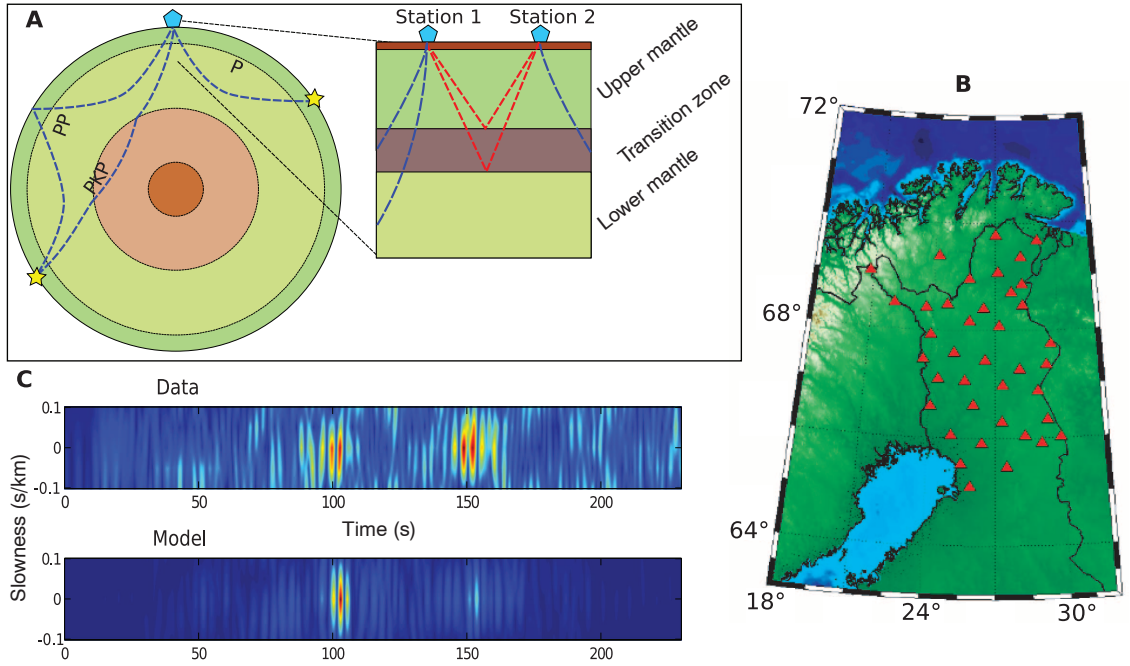 A
P
PP
PKP
Station 1
Station 2
Upper mantle
Transition zone
Lower mantle
B
72°
68°
64°
18°
24°
30°
C
Data
0.1
0
-0.1
0
50
100
150
200
Slowness (s/km)
Time (s)
Model
0.1
0
-0.1
0
50
100
150
200